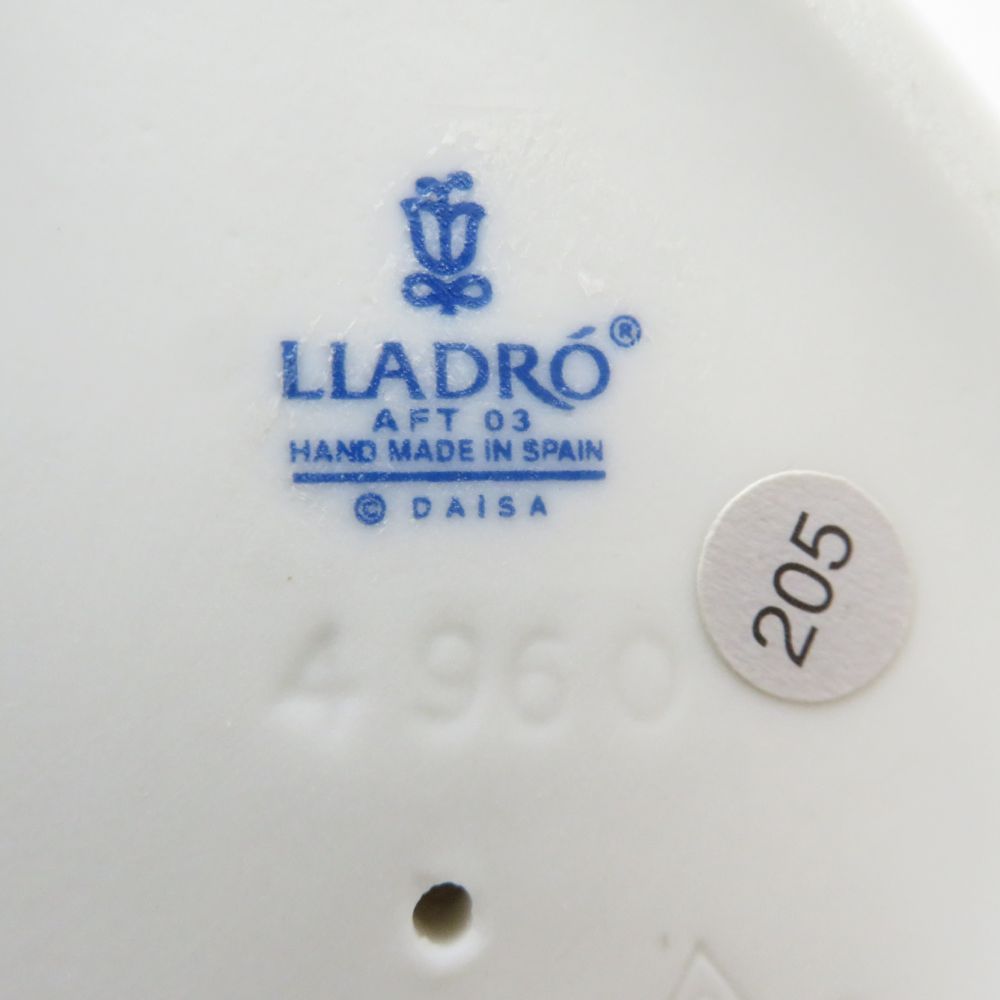 LLADRÓ®
AFT 03
HAND MADE IN SPAIN
© DAISA
205
4960